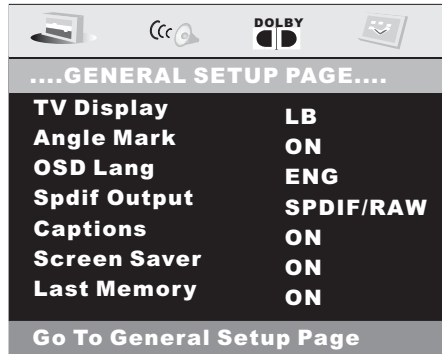 DOLBY
....GENERAL SETUP PAGE....
TV Display LB
Angle Mark ON
OSD Lang ENG
Spdif Output SPDIF/RAW
Captions ON
Screen Saver ON
Last Memory ON
Go To General Setup Page